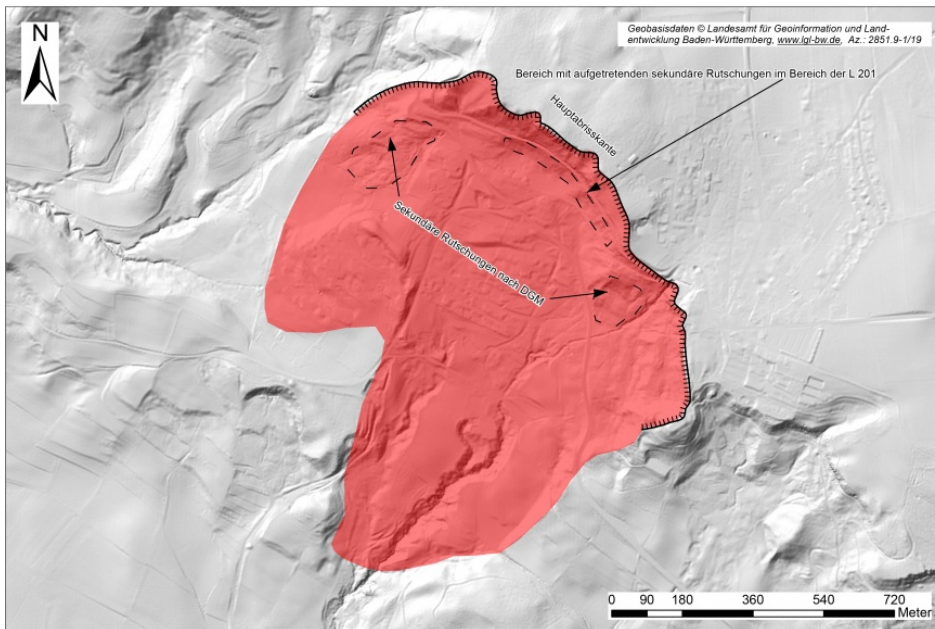 N
Geobasisdaten © Landesamt für Geoinformation und Land-
entwicklung Baden-Württemberg, www.lgl-bw.de, Az.: 2851.9-1/19
Bereich mit aufgetretenden sekundäre Rutschungen im Bereich der L 201
Hauptabrisskante
Sekundäre Rutschungen nach DGM
0 90 180 360 540 720
Meter